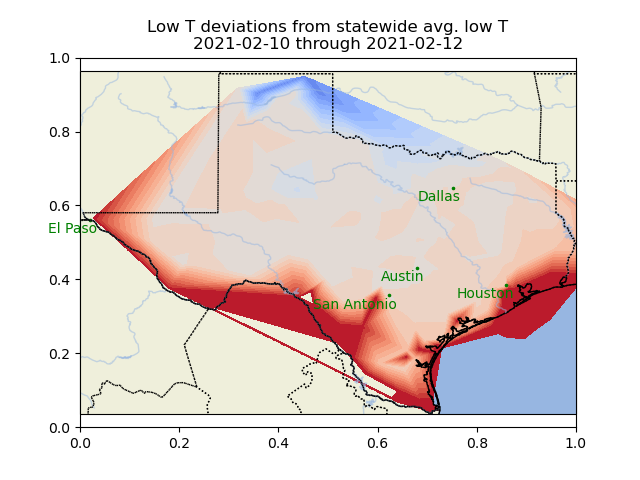 Low T deviations from statewide avg. low T
2021-02-10 through 2021-02-12
1.0
0.8
0.6
0.4
0.2
0.0
Dallas
El Paso
Austin
San Antonio
Houston
0.0 0.2 0.4 0.6 0.8 1.0